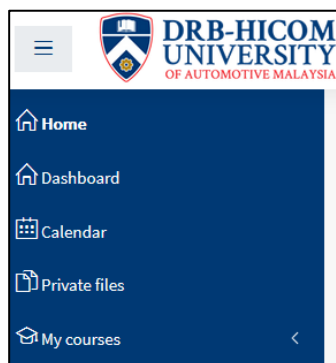 DRB-HICOM
UNIVERSITY
OF AUTOMOTIVE MALAYSIA
Home
Dashboard
Calendar
Private files
My courses